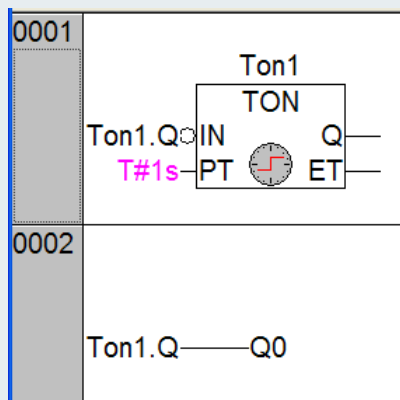 0001
Ton1
TON
Ton1.Q IN Q
T#1s PT ET
0002
Ton1.Q Q0